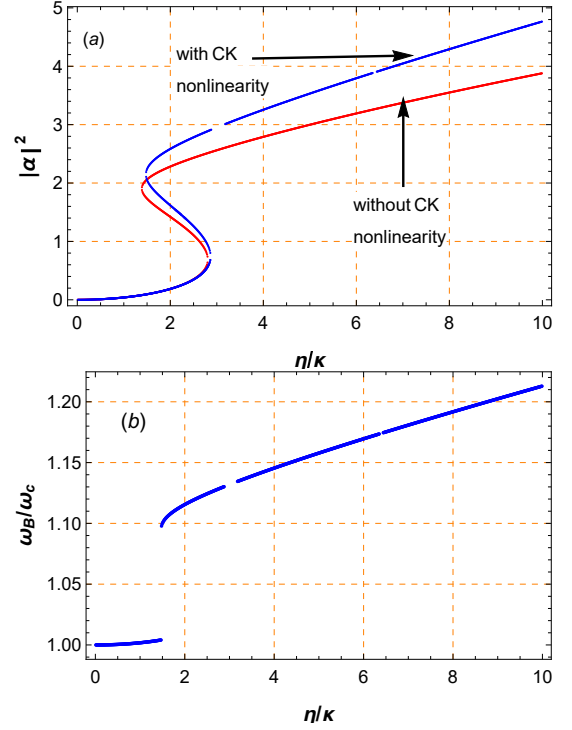 (a)
with CK
nonlinearity
without CK
nonlinearity
|α|²
5
4
3
2
1
0
0 2 4 6 8 10
η/κ
(b)
ω_B/ω_c
1.20
1.15
1.10
1.05
1.00
0 2 4 6 8 10
η/κ